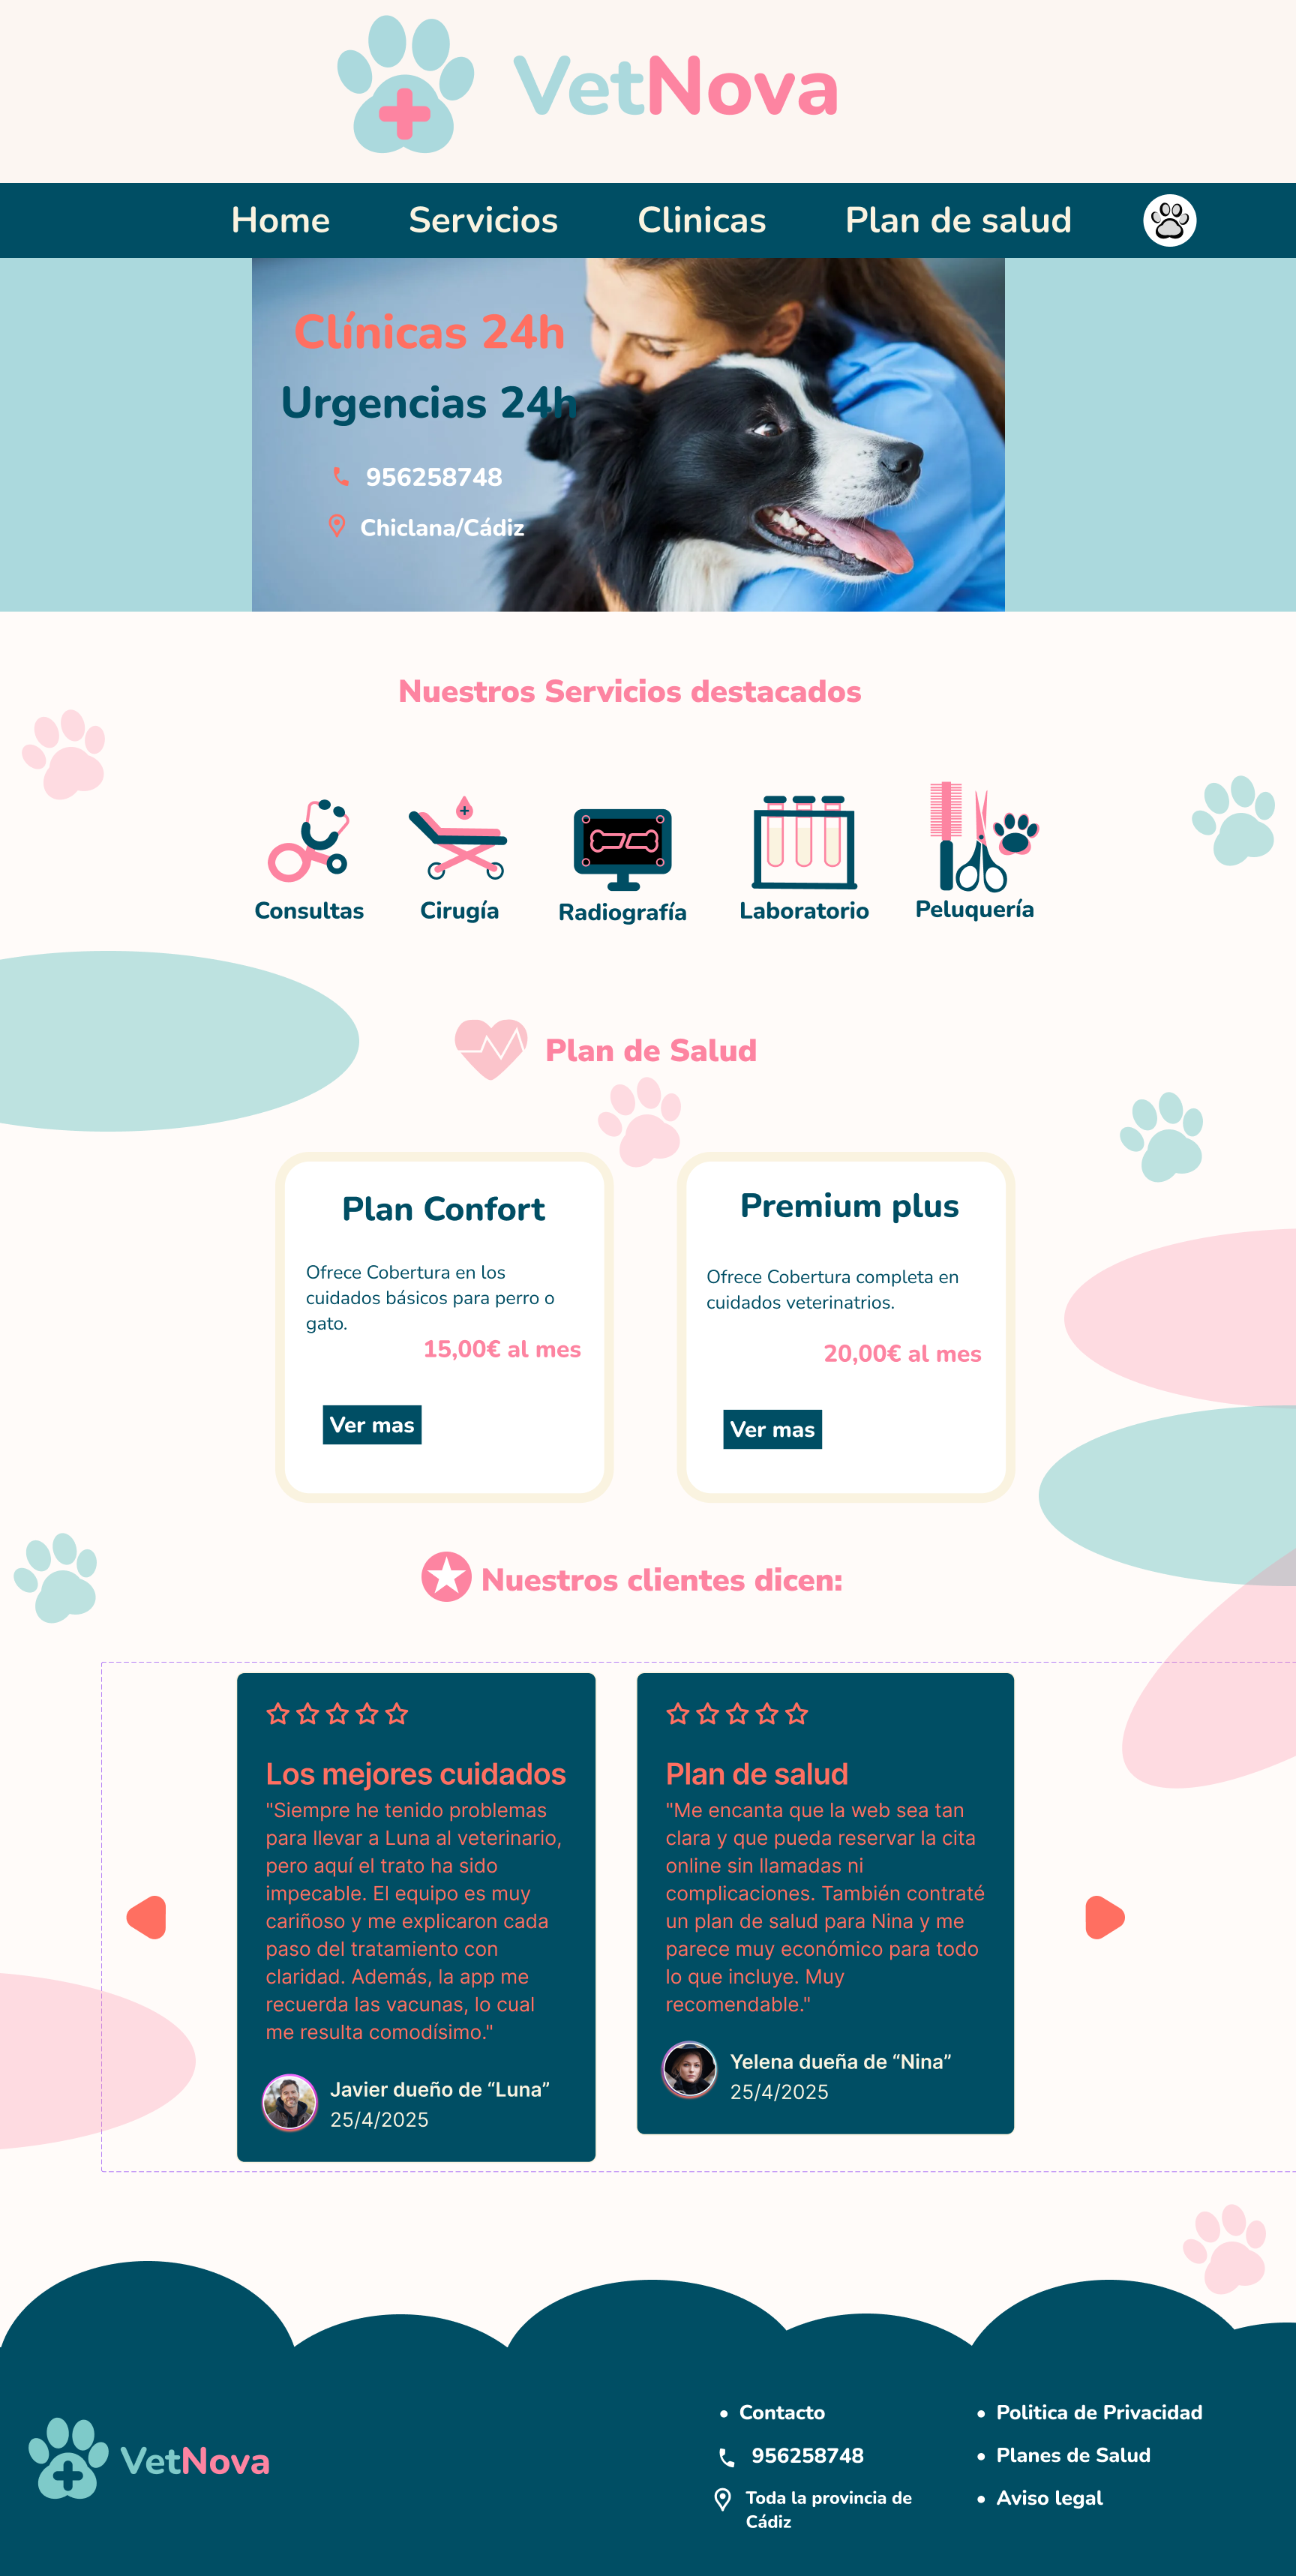 VetNova
Home Servicios Clinicas Plan de salud
Clínicas 24h
Urgencias 24h
956258748
Chiclana/Cádiz
Nuestros Servicios destacados
Consultas Cirugía Radiografía Laboratorio Peluquería
Plan de Salud
Plan Confort
Ofrece Cobertura en los
cuidados básicos para perro o
gato.
15,00€ al mes
Ver mas
Premium plus
Ofrece Cobertura completa en
cuidados veterinatrios.
20,00€ al mes
Ver mas
Nuestros clientes dicen:
Los mejores cuidados
"Siempre he tenido problemas
para llevar a Luna al veterinario,
pero aquí el trato ha sido
impecable. El equipo es muy
cariñoso y me explicaron cada
paso del tratamiento con
claridad. Además, la app me
recuerda las vacunas, lo cual
me resulta comodísimo."
Javier dueño de “Luna”
25/4/2025
Plan de salud
"Me encanta que la web sea tan
clara y que pueda reservar la cita
online sin llamadas ni
complicaciones. También contraté
un plan de salud para Nina y me
parece muy económico para todo
lo que incluye. Muy
recomendable."
Yelena dueña de “Nina”
25/4/2025
VetNova
• Contacto
956258748
Toda la provincia de
Cádiz
• Politica de Privacidad
• Planes de Salud
• Aviso legal